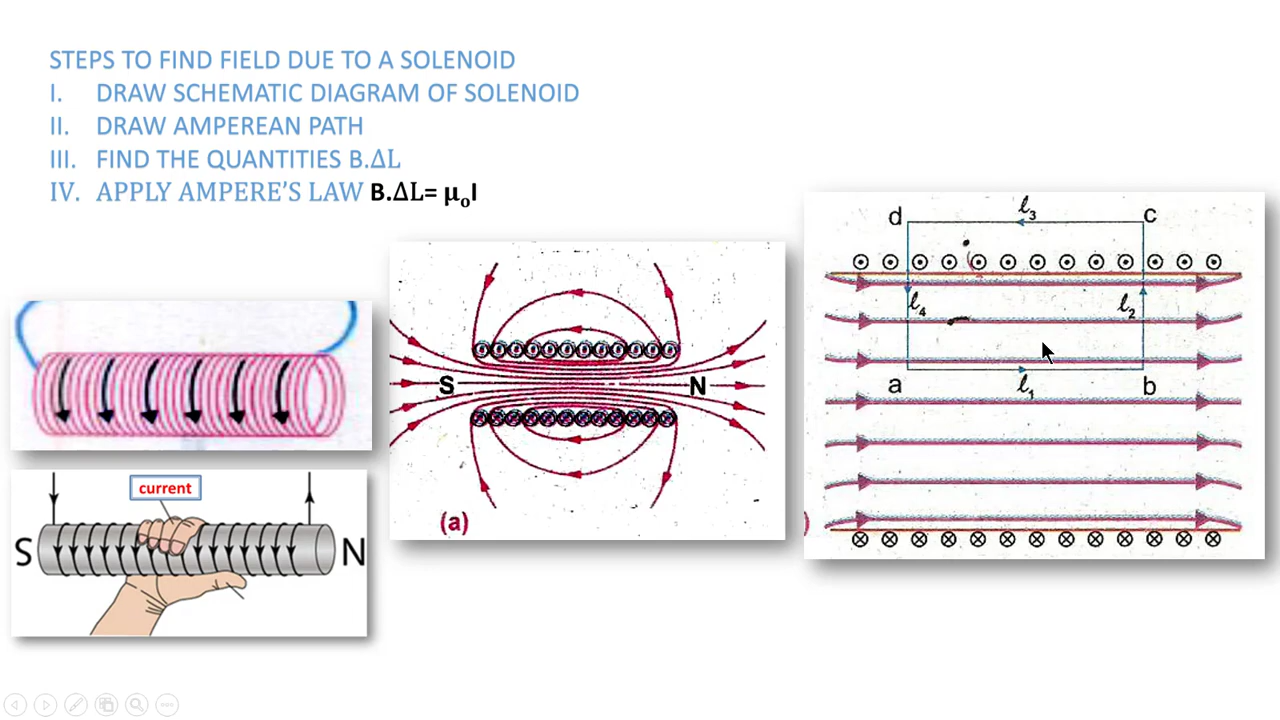 STEPS TO FIND FIELD DUE TO A SOLENOID
I. DRAW SCHEMATIC DIAGRAM OF SOLENOID
II. DRAW AMPEREAN PATH
III. FIND THE QUANTITIES B.ΔL
IV. APPLY AMPERE'S LAW B.ΔL= μₒI
d ℓ₃ c
ℓ₄ ℓ₂
a ℓ₁ b
)
S N
(a)
current
S N